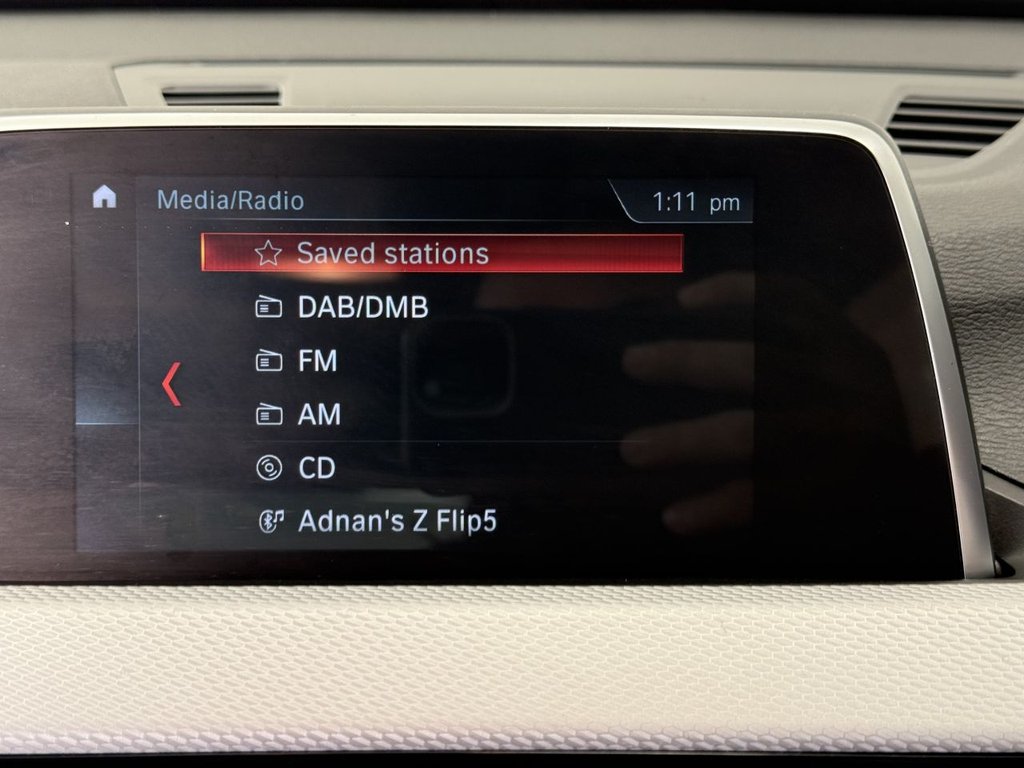 Media/Radio
1:11 pm
Saved stations
DAB/DMB
FM
AM
CD
Adnan's Z Flip5